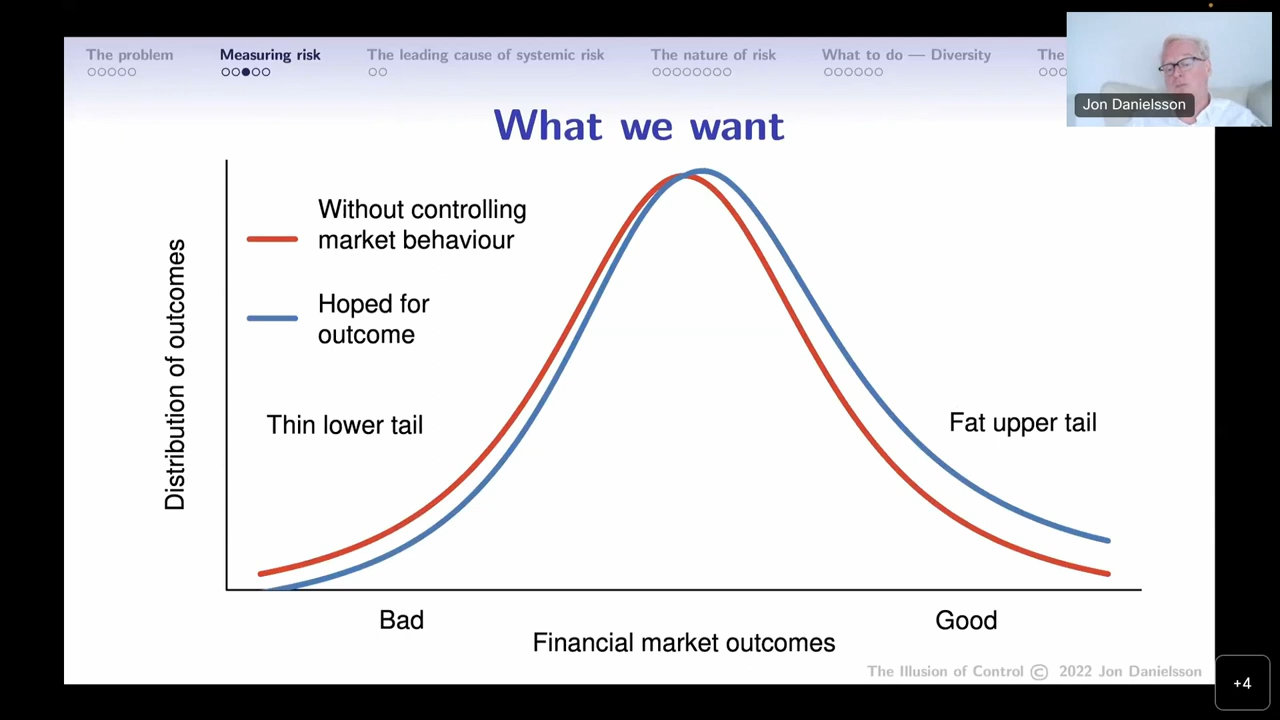 The problem
Measuring risk
The leading cause of systemic risk
The nature of risk
What to do — Diversity
The
Jon Danielsson
What we want
Without controlling
market behaviour
Hoped for
outcome
Distribution of outcomes
Thin lower tail
Fat upper tail
Bad
Good
Financial market outcomes
The Illusion of Control © 2022 Jon Danielsson
+4